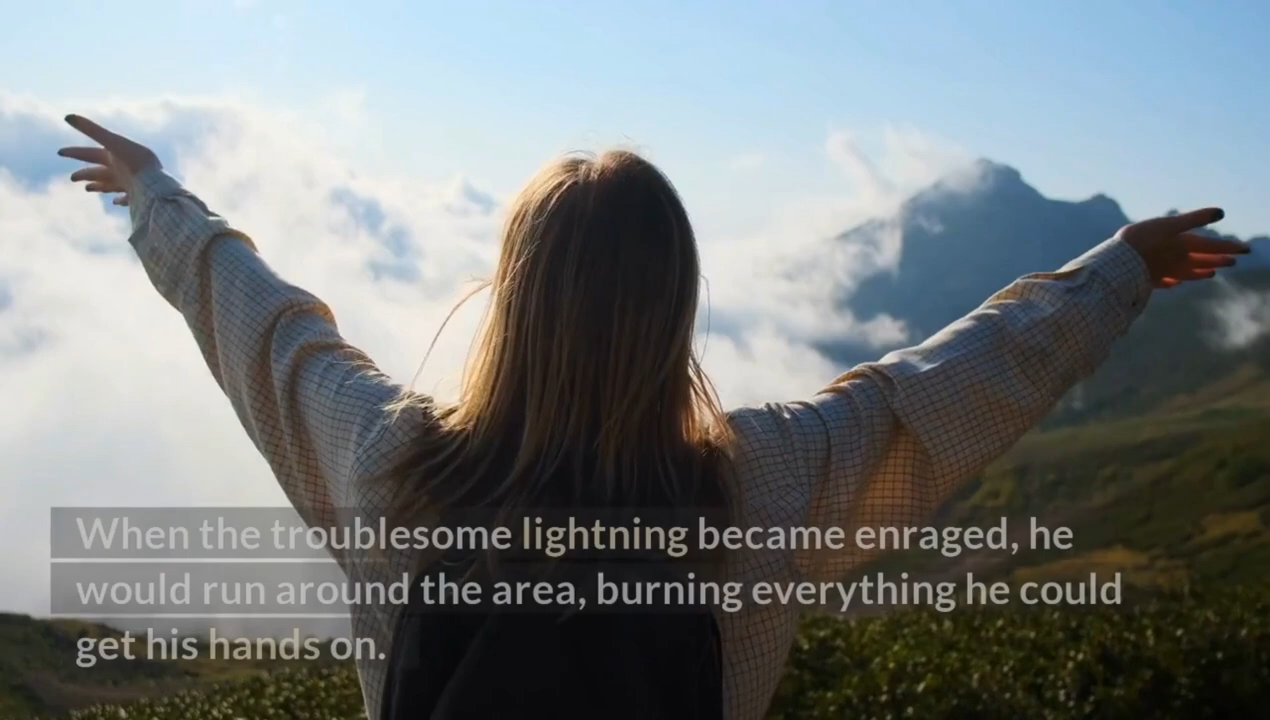 When the troublesome lightning became enraged, he
would run around the area, burning everything he could
get his hands on.